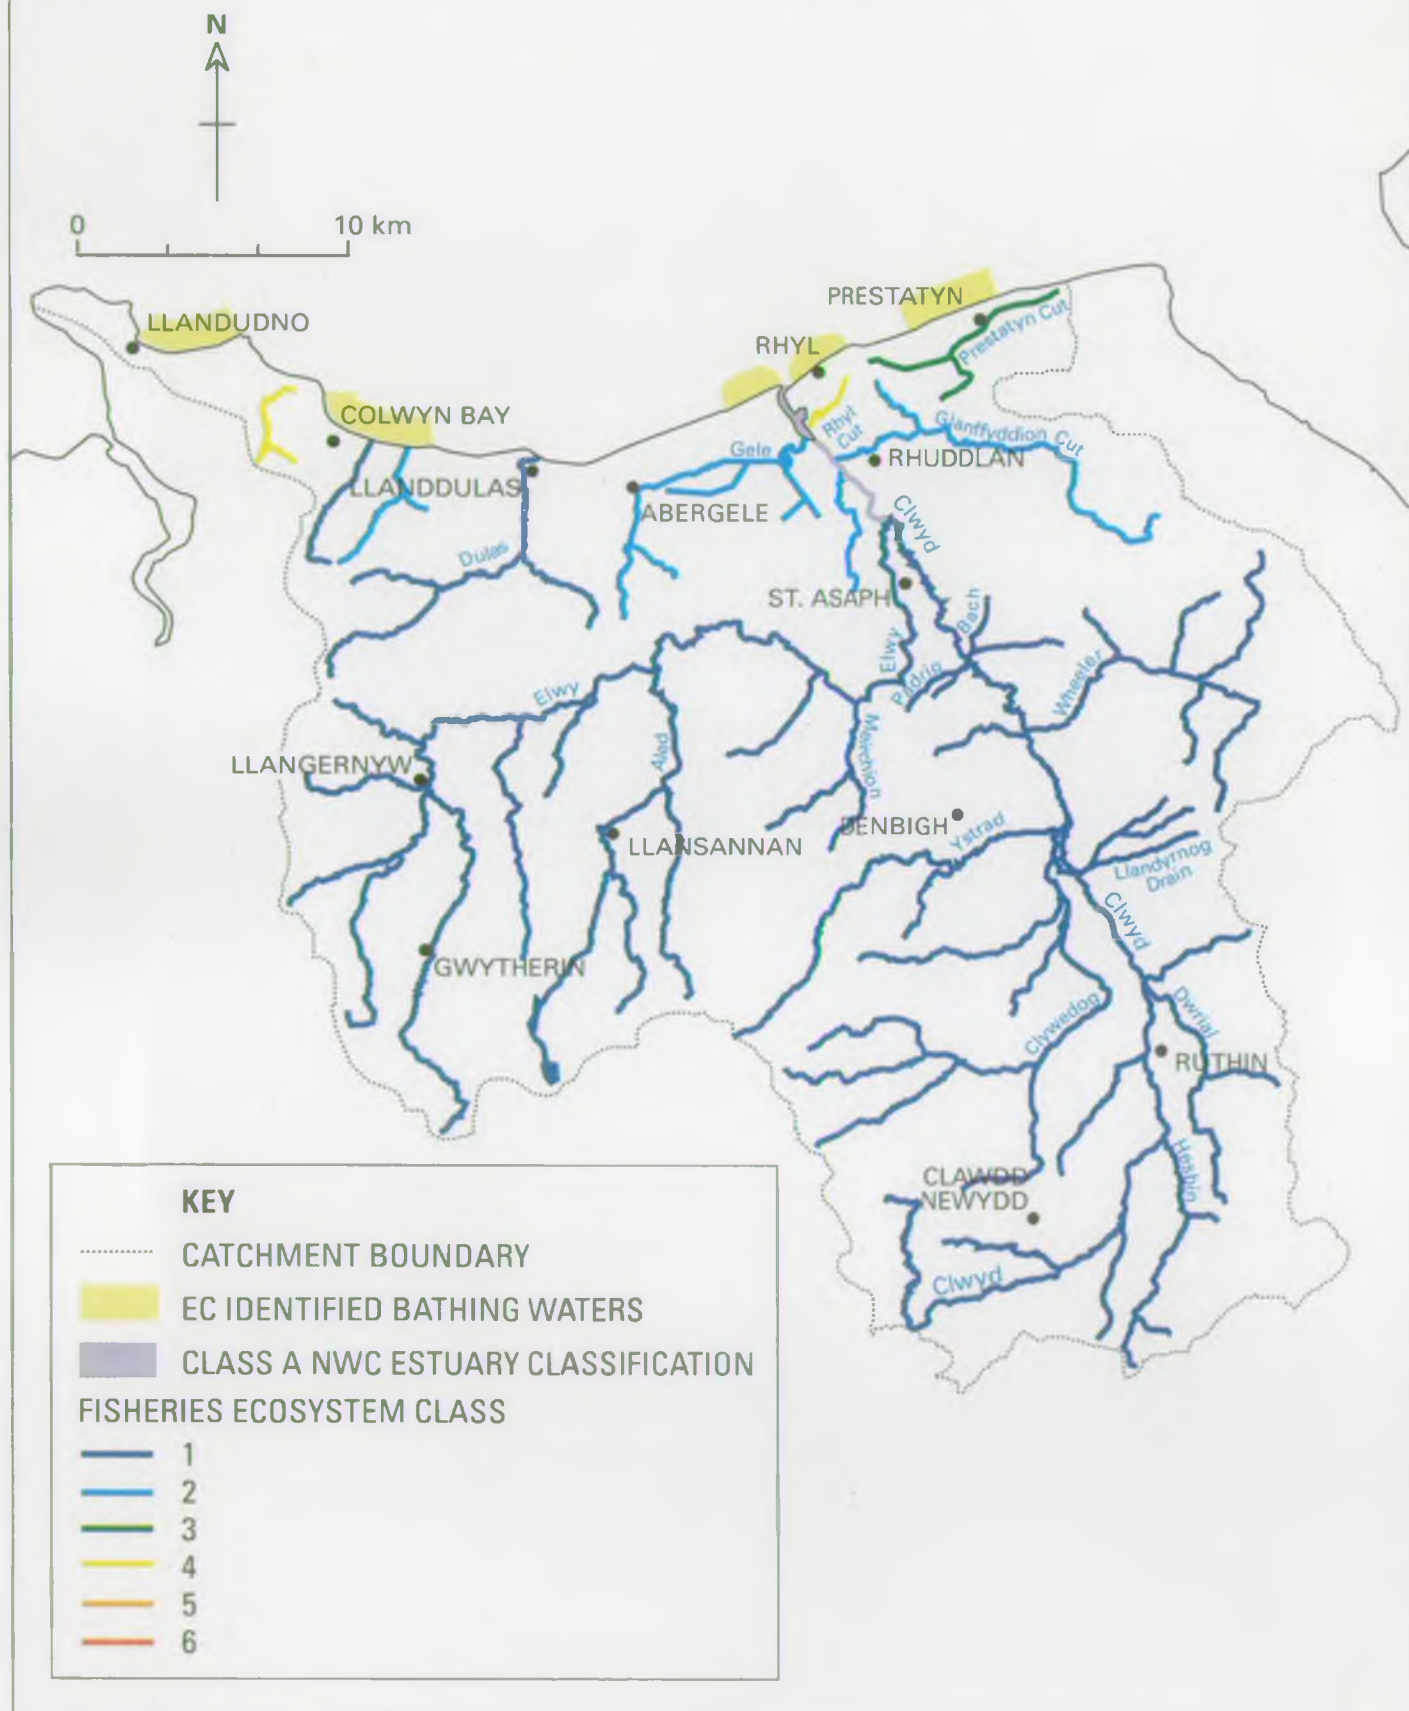 N
0 10 km
PRESTATYN
LLANDUDNO
Prestatyn Cut
RHYL
COLWYN BAY
Rhyl
Cut
Glanffyddion Cut
Gele
RHUDDLAN
LLANDDULAS
ABERGELE
Clwyd
Dulas
ST. ASAPH
Bach
Elwy
Padrig
Wheeler
Elwy
Aled
Meirchion
LLANGERNYW
DENBIGH
Ystrad
LLANSANNAN
Llandyrnog
Drain
Clwyd
GWYTHERIN
Clywedog
Dwrial
RUTHIN
Hesbin
CLAWDD
NEWYDD
Clwyd
KEY
CATCHMENT BOUNDARY
EC IDENTIFIED BATHING WATERS
CLASS A NWC ESTUARY CLASSIFICATION
FISHERIES ECOSYSTEM CLASS
1
2
3
4
5
6